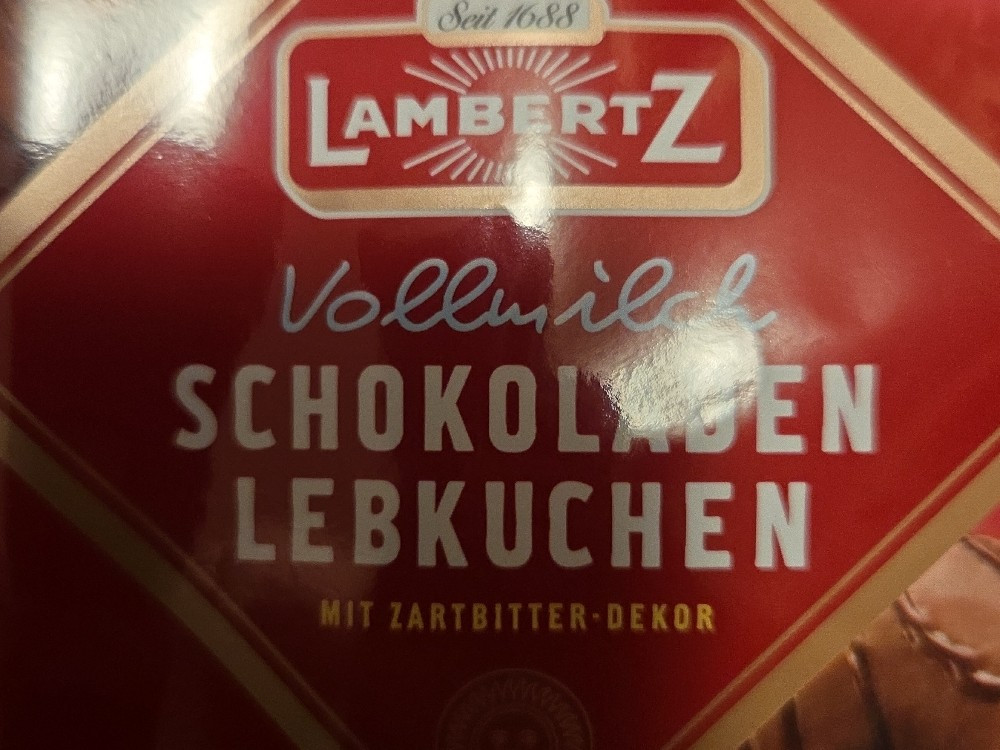 Seit 1688
LAMBERTZ
Vollmilch
SCHOKOLADEN
LEBKUCHEN
MIT ZARTBITTER-DEKOR